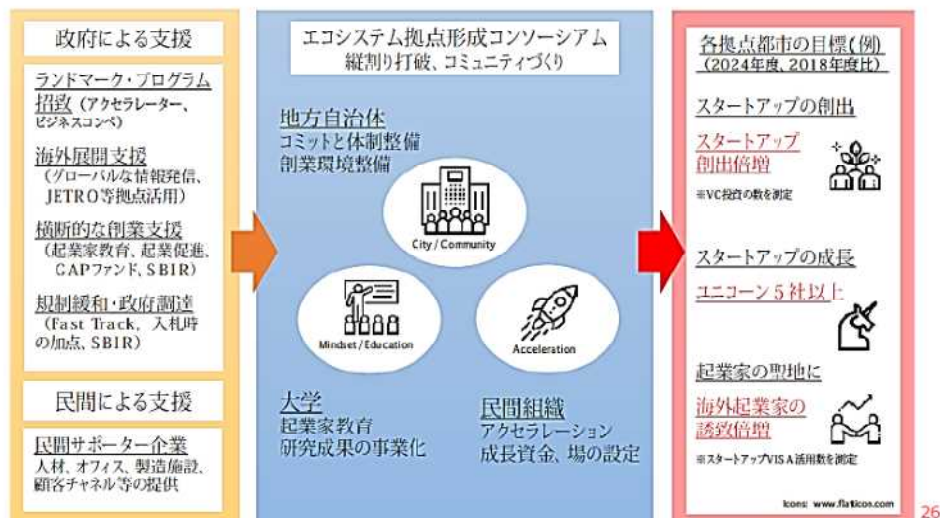 政府による支援
ランドマーク・プログラム
招致 (アクセラレーター、
ビジネスコンペ)
海外展開支援
(グローバルな情報発信、
JETRO等拠点活用)
横断的な創業支援
(起業家教育、起業促進、
GAPファンド、SBIR)
規制緩和・政府調達
(Fast Track, 入札時
の加点、SBIR)
民間による支援
民間サポーター企業
人材、オフィス、製造施設、
顧客チャネル等の提供
エコシステム拠点形成コンソーシアム
縦割り打破、コミュニティづくり
地方自治体
コミットと体制整備
創業環境整備
City / Community
Mindset / Education
Acceleration
大学
起業家教育
研究成果の事業化
民間組織
アクセラレーション
成長資金、場の設定
各拠点都市の目標(例)
(2024年度、2018年度比)
スタートアップの創出
スタートアップ
創出倍増
※VC投資の数を測定
スタートアップの成長
ユニコーン5社以上
起業家の聖地に
海外起業家の
誘致倍増
※スタートアップVISA活用数を測定
Icons: www.flaticon.com
26